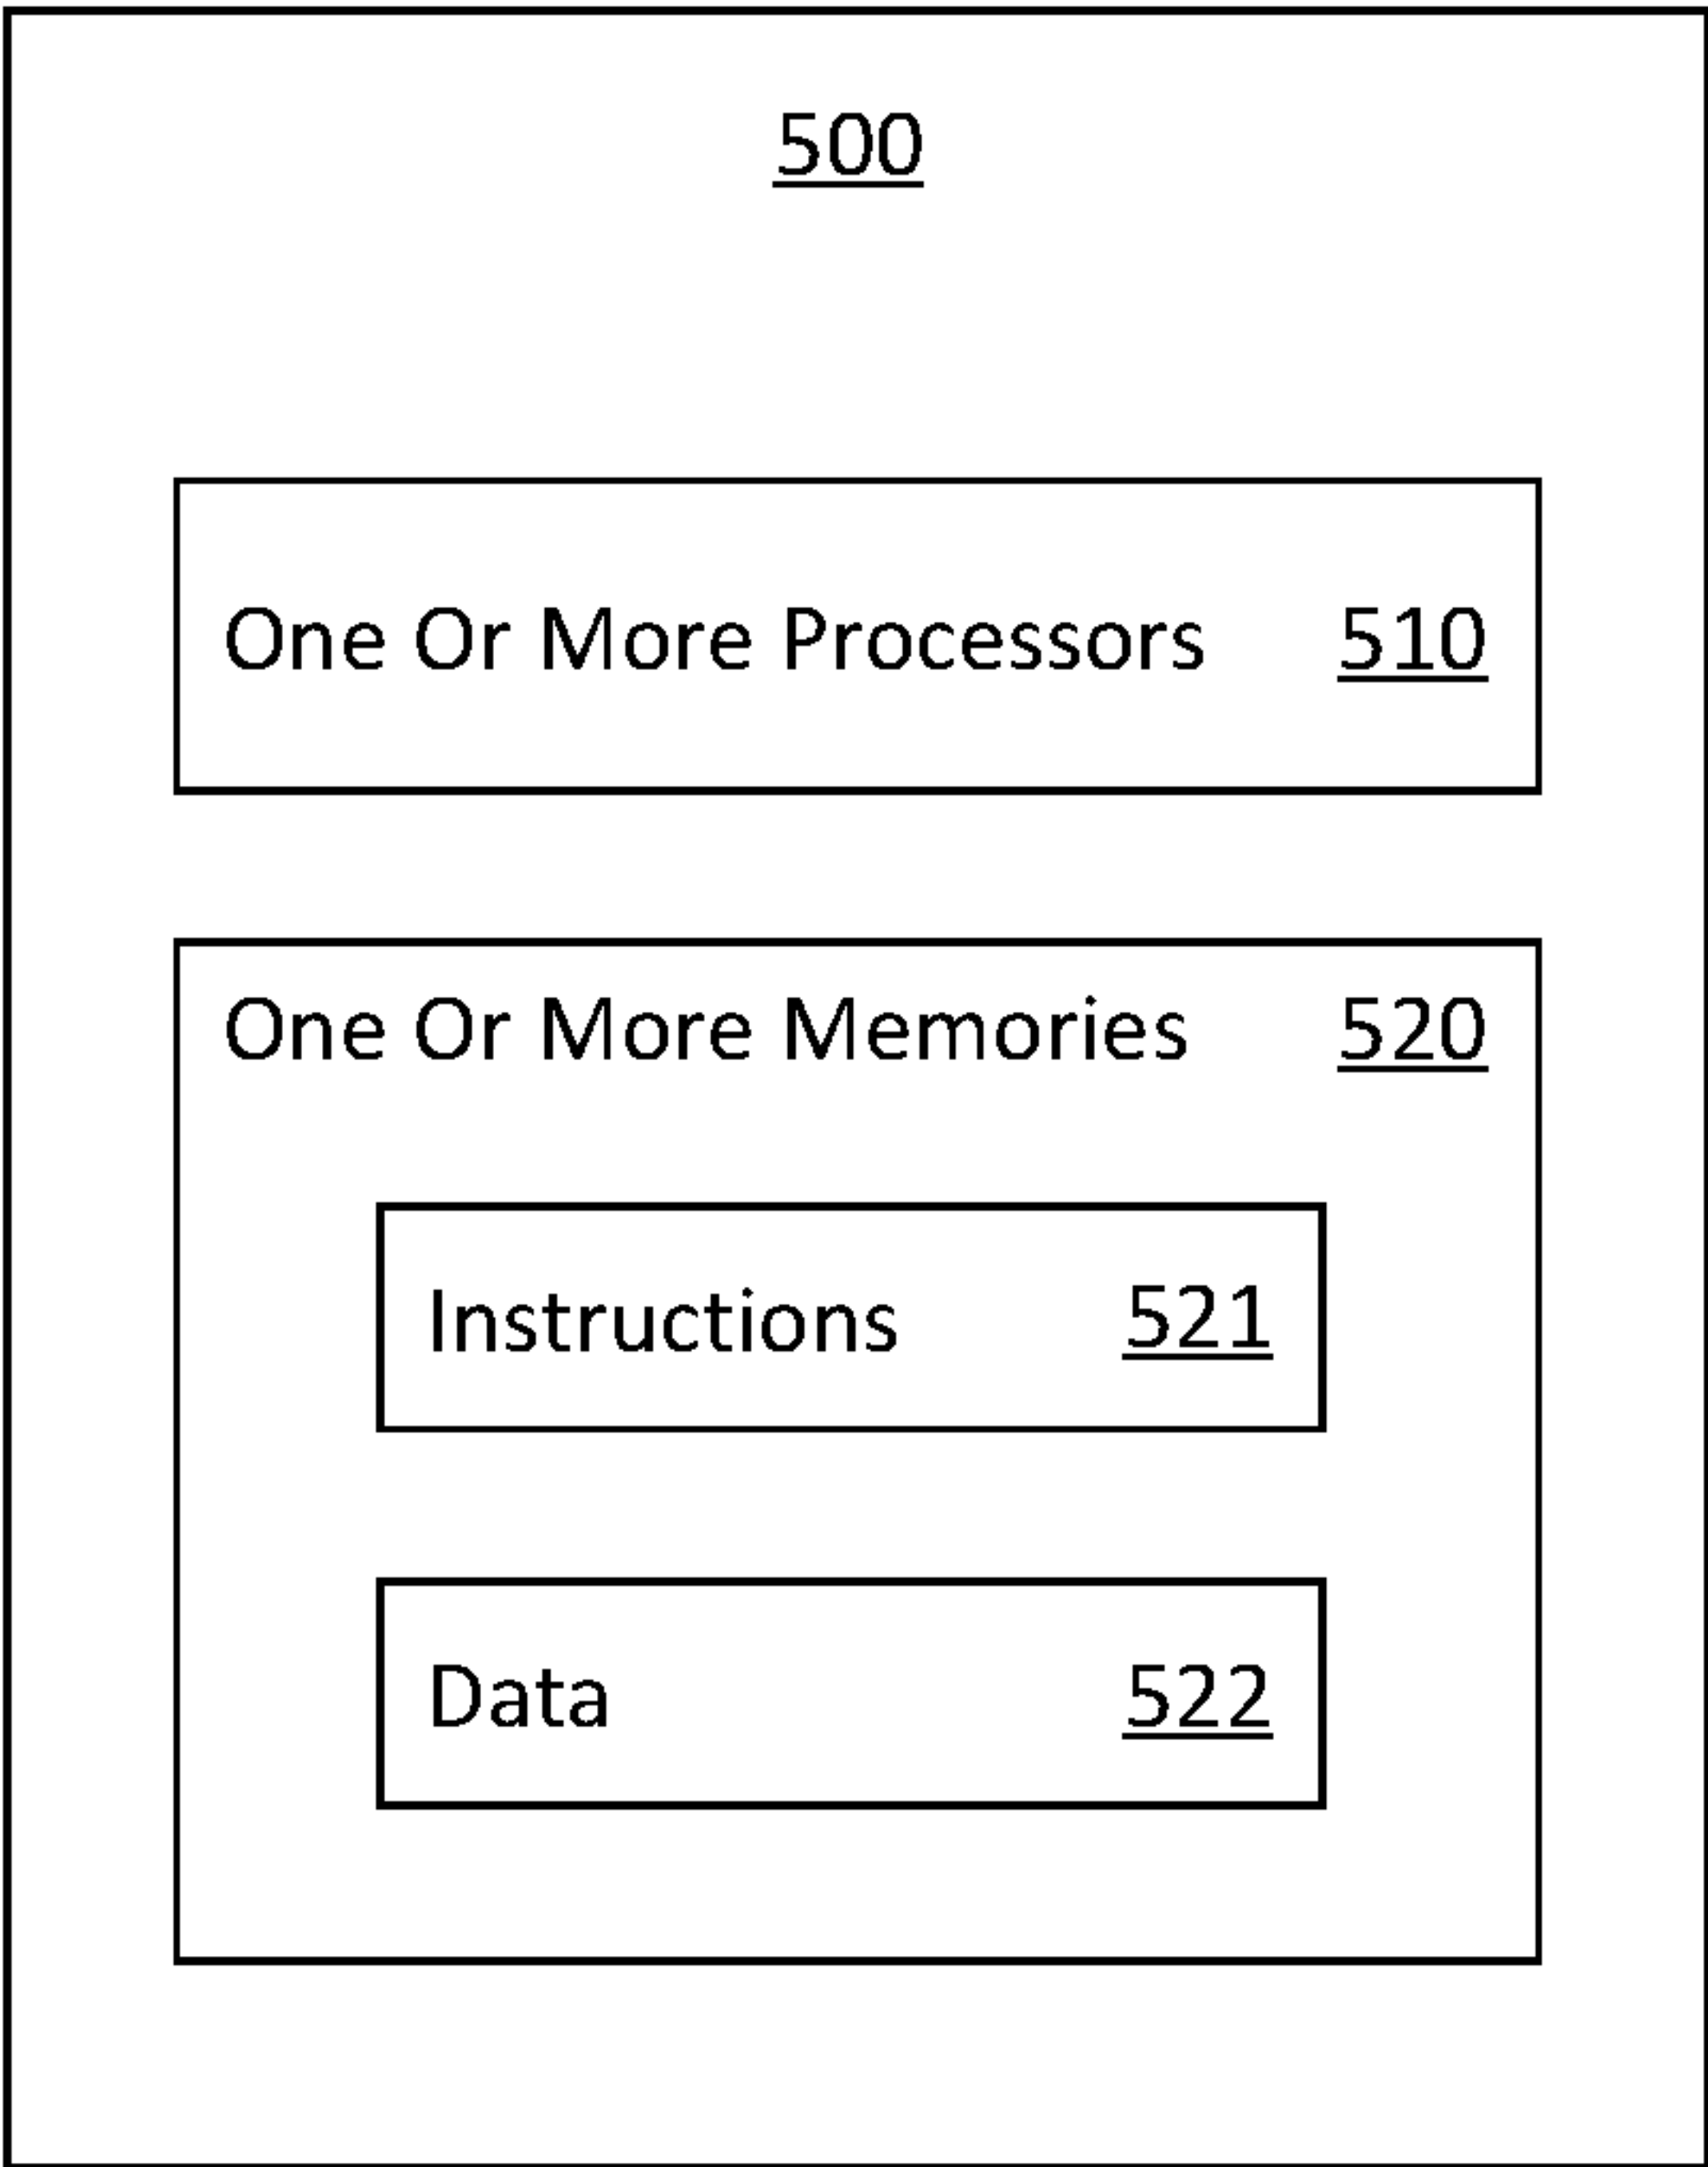 500
One Or More Processors 510
One Or More Memories 520
Instructions 521
Data 522